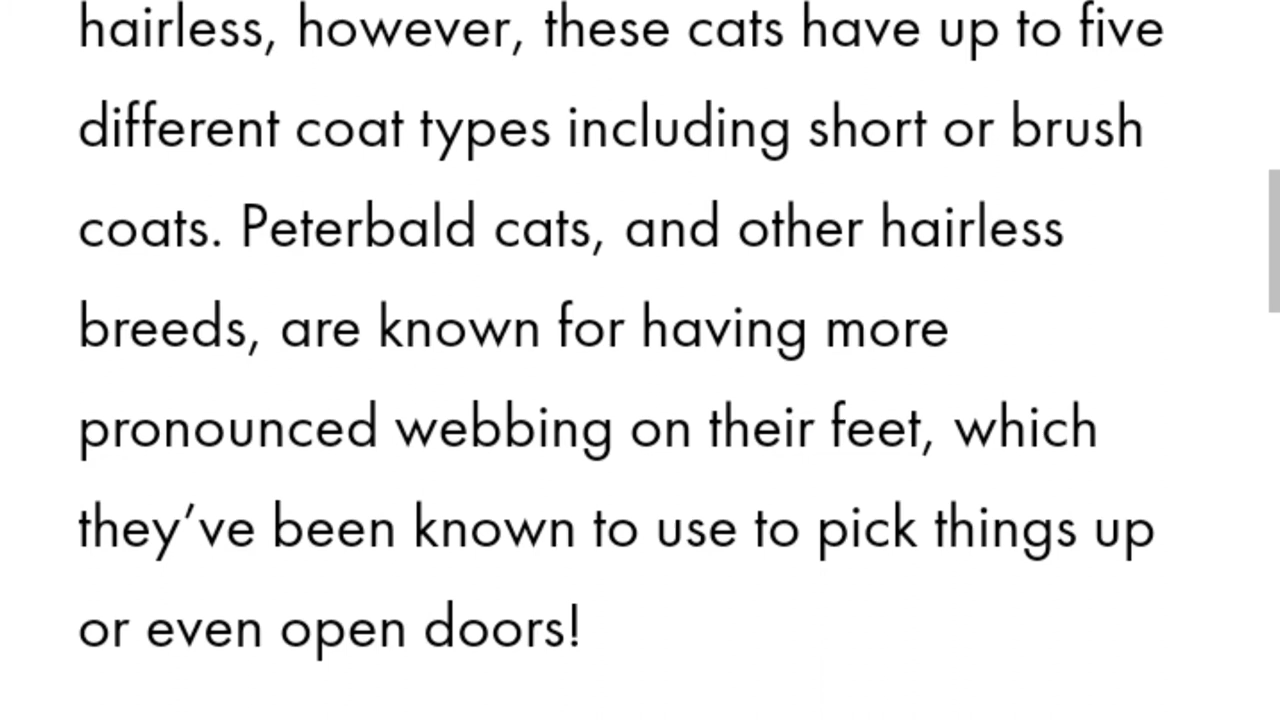 hairless, however, these cats have up to five
different coat types including short or brush
coats. Peterbald cats, and other hairless
breeds, are known for having more
pronounced webbing on their feet, which
they’ve been known to use to pick things up
or even open doors!